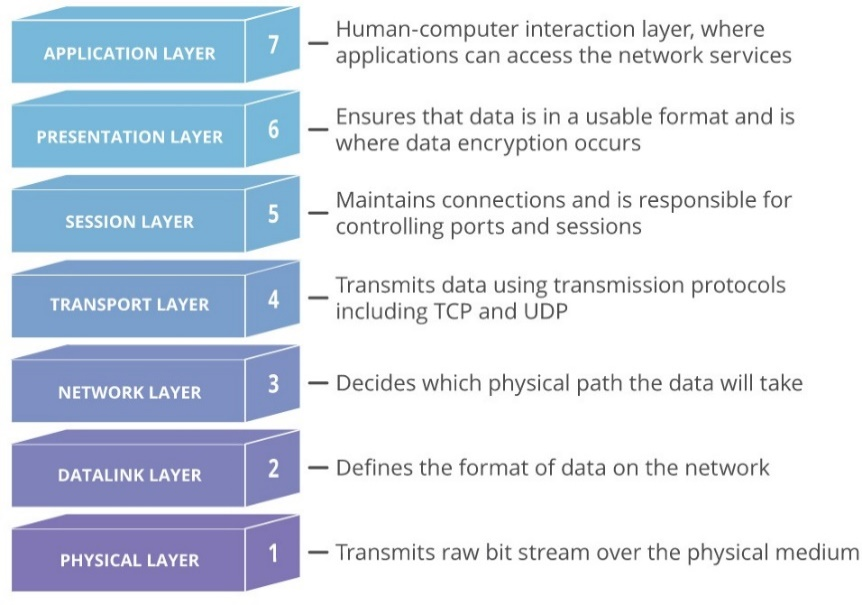 APPLICATION LAYER 7 — Human-computer interaction layer, where
applications can access the network services
PRESENTATION LAYER 6 — Ensures that data is in a usable format and is
where data encryption occurs
SESSION LAYER 5 — Maintains connections and is responsible for
controlling ports and sessions
TRANSPORT LAYER 4 — Transmits data using transmission protocols
including TCP and UDP
NETWORK LAYER 3 — Decides which physical path the data will take
DATALINK LAYER 2 — Defines the format of data on the network
PHYSICAL LAYER 1 — Transmits raw bit stream over the physical medium